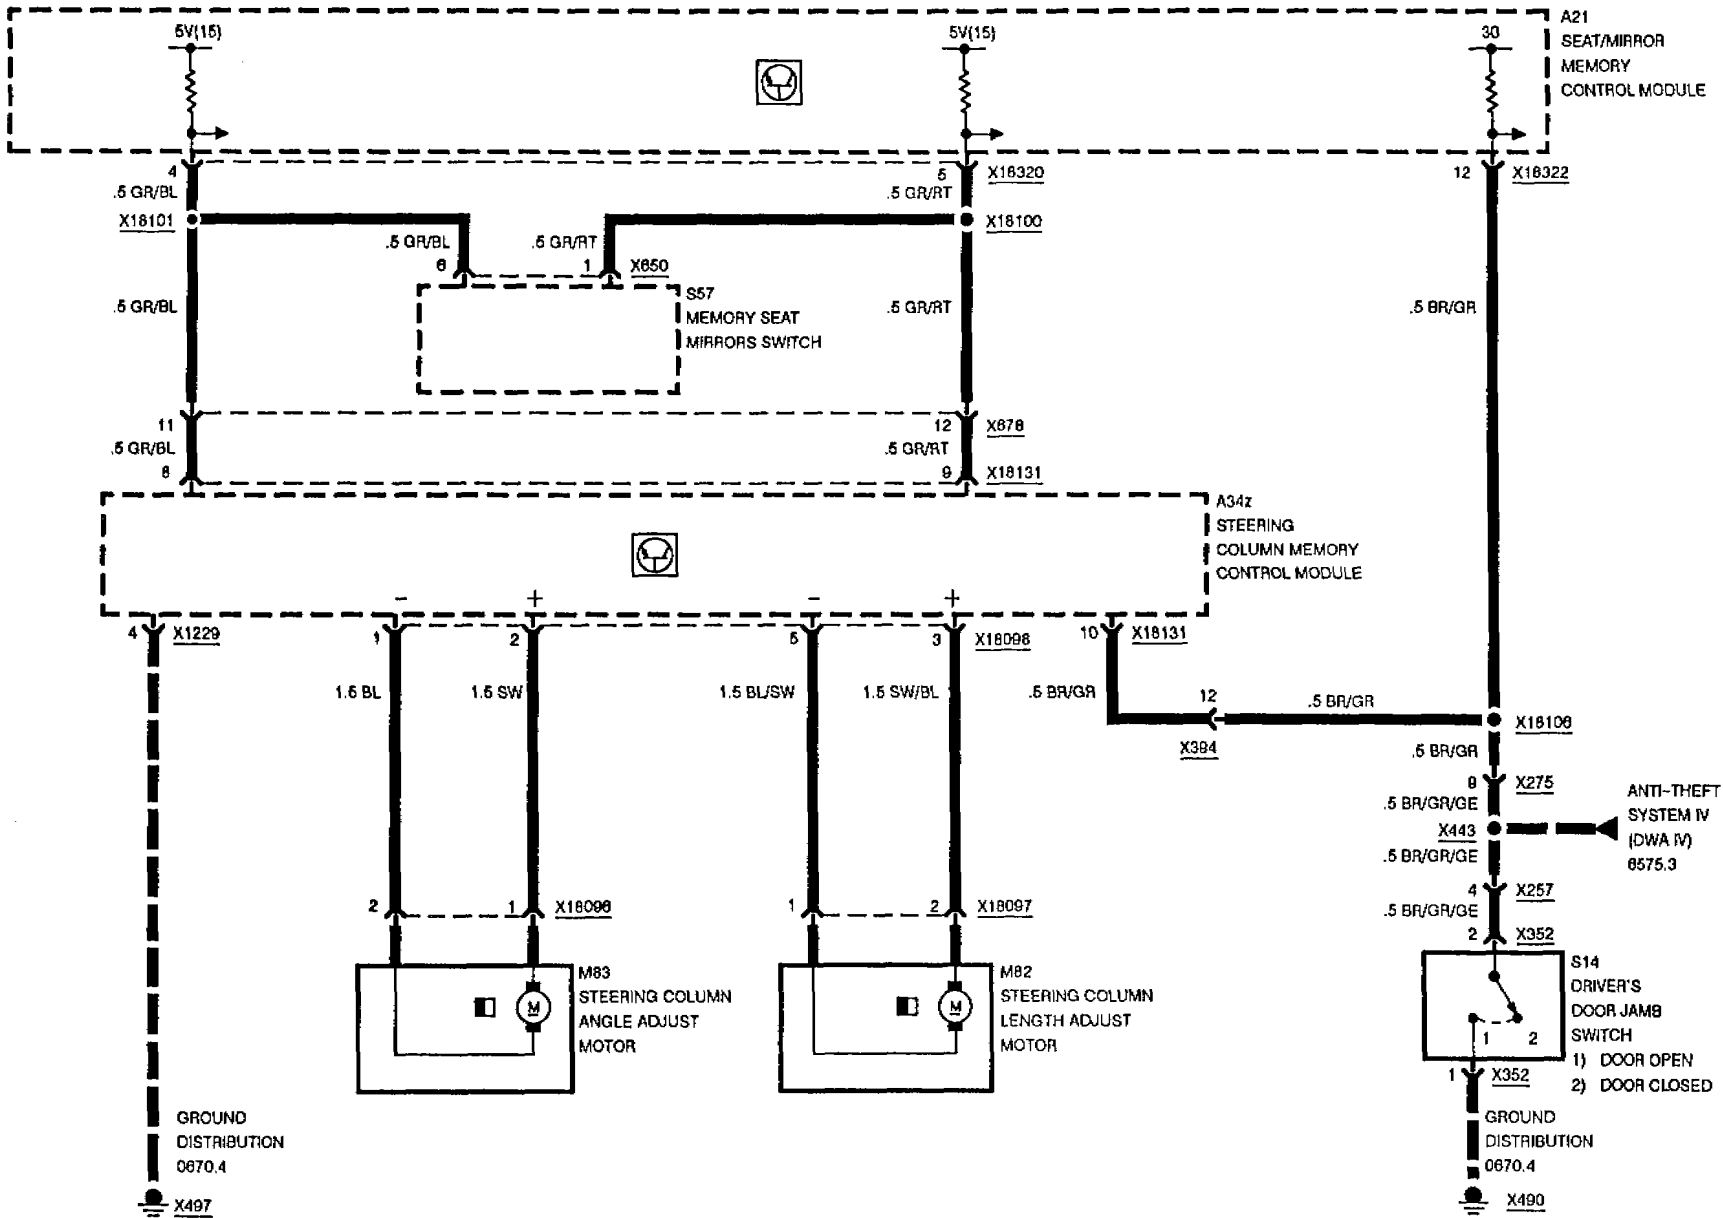 5V(15)
5V(15)
30
A21
SEAT/MIRROR
MEMORY
CONTROL MODULE
4
5
X18320
12
X18322
.5 GR/BL
.5 GR/RT
X18101
X18100
.5 GR/BL
.5 GR/RT
6
1
X650
.5 GR/BL
S57
MEMORY SEAT
MIRRORS SWITCH
.5 GR/RT
.5 BR/GR
11
12
X678
.5 GR/BL
.5 GR/RT
8
9
X18131
A34z
STEERING
COLUMN MEMORY
CONTROL MODULE
−
+
−
+
4
X1229
1
2
5
3
X18098
10
X18131
1.5 BL
1.5 SW
1.5 BL/SW
1.5 SW/BL
.5 BR/GR
12
.5 BR/GR
X394
X18106
.5 BR/GR
8
X275
.5 BR/GR/GE
ANTI-THEFT
SYSTEM IV
(DWA IV)
6575.3
X443
.5 BR/GR/GE
4
X257
.5 BR/GR/GE
2
X352
2
1
X18096
1
2
X18097
M83
STEERING COLUMN
ANGLE ADJUST
MOTOR
M
M82
STEERING COLUMN
LENGTH ADJUST
MOTOR
M
S14
DRIVER'S
DOOR JAMB
SWITCH
1) DOOR OPEN
2) DOOR CLOSED
1
2
1
X352
GROUND
DISTRIBUTION
0670.4
X497
GROUND
DISTRIBUTION
0670.4
X490